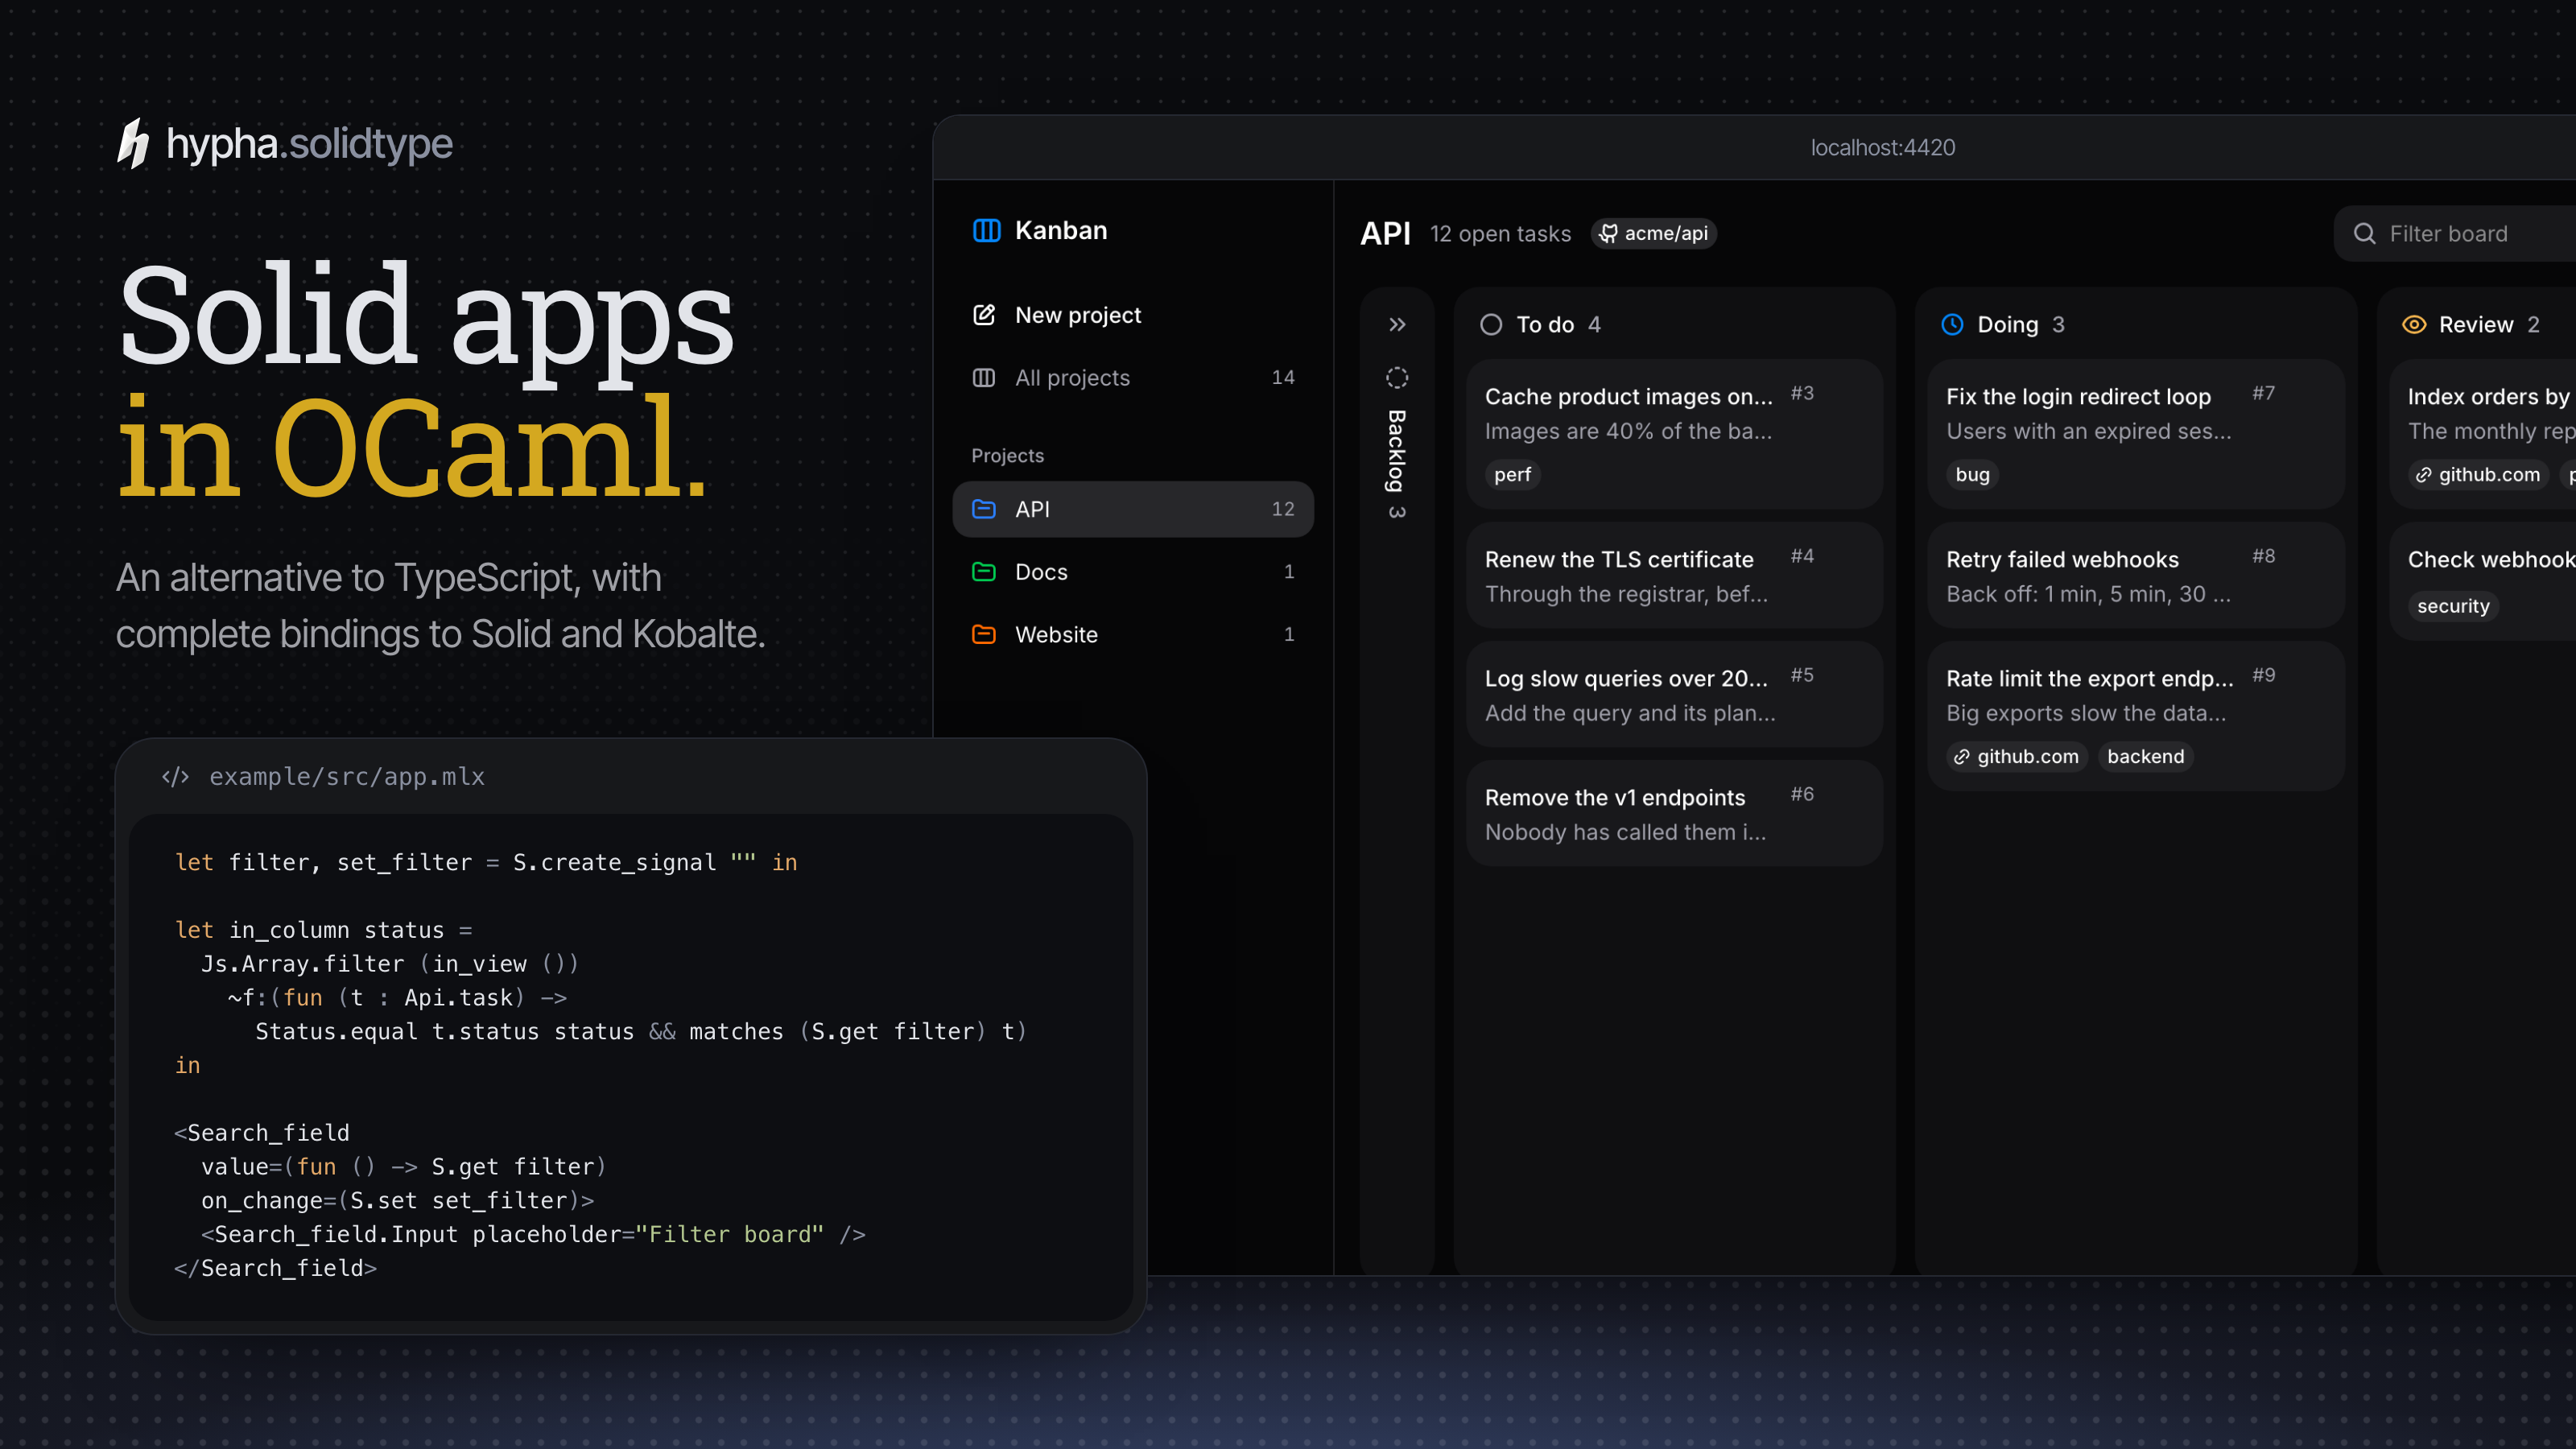 hypha.solidtype
Solid apps
in OCaml.
An alternative to TypeScript, with
complete bindings to Solid and Kobalte.
</> example/src/app.mlx
let filter, set_filter = S.create_signal "" in
let in_column status =
Js.Array.filter (in_view ())
~f:(fun (t : Api.task) ->
Status.equal t.status status && matches (S.get filter) t)
in
<Search_field
value=(fun () -> S.get filter)
on_change=(S.set set_filter)>
<Search_field.Input placeholder="Filter board" />
</Search_field>
localhost:4420
Kanban
New project
All projects 14
Projects
API 12
Docs 1
Website 1
API 12 open tasks acme/api
Filter board
Backlog 3
To do 4
Cache product images on... #3
Images are 40% of the ba...
perf
Renew the TLS certificate #4
Through the registrar, bef...
Log slow queries over 20... #5
Add the query and its plan...
Remove the v1 endpoints #6
Nobody has called them i...
Doing 3
Fix the login redirect loop #7
Users with an expired ses...
bug
Retry failed webhooks #8
Back off: 1 min, 5 min, 30 ...
Rate limit the export endp... #9
Big exports slow the data...
github.com backend
Review 2
Index orders by
The monthly rep
github.com p
Check webhook
security